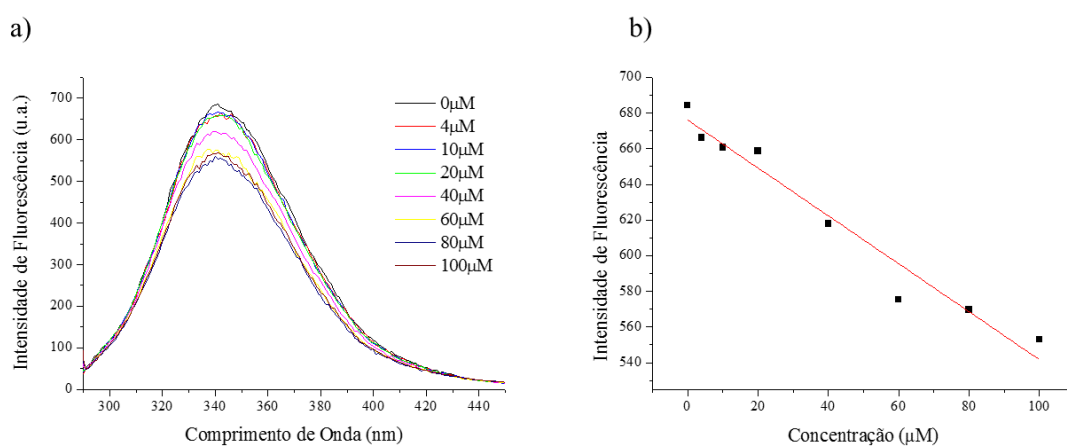 a)
Intensidade de Fluorescência (u.a.)
700
600
500
400
300
200
100
0
300 320 340 360 380 400 420 440
Comprimento de Onda (nm)
0µM
4µM
10µM
20µM
40µM
60µM
80µM
100µM
b)
Intensidade de Fluorescência
700
680
660
640
620
600
580
560
540
0 20 40 60 80 100
Concentração (µM)